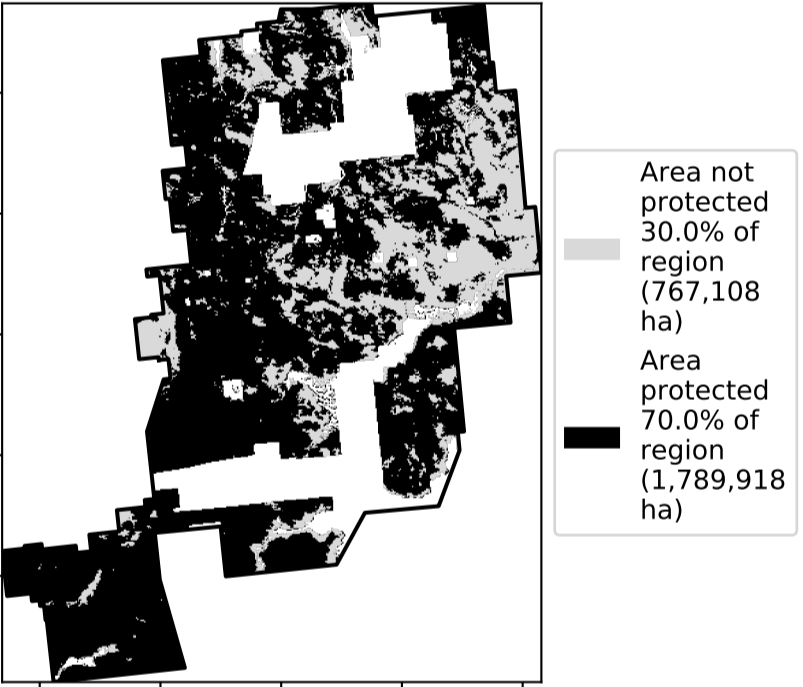 Area not
protected
30.0% of
region
(767,108
ha)
Area
protected
70.0% of
region
(1,789,918
ha)